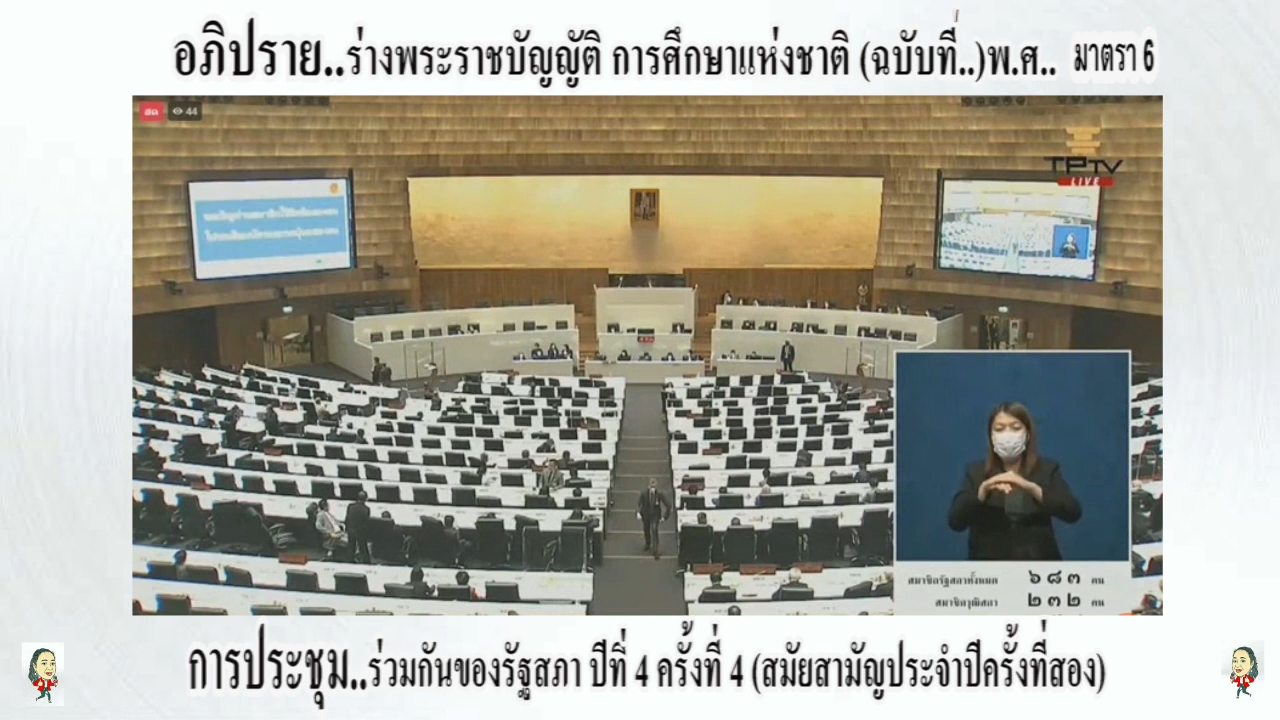 อภิปราย..ร่างพระราชบัญญัติ การศึกษาแห่งชาติ (ฉบับที่..)พ.ศ.. มาตรา 6
สด 44
TPTV
LIVE
สมาชิกรัฐสภาทั้งหมด ๖๘๓ คน
สมาชิกวุฒิสภา ๒๓๒ คน
การประชุม..ร่วมกันของรัฐสภา ปีที่ 4 ครั้งที่ 4 (สมัยสามัญประจำปีครั้งที่สอง)